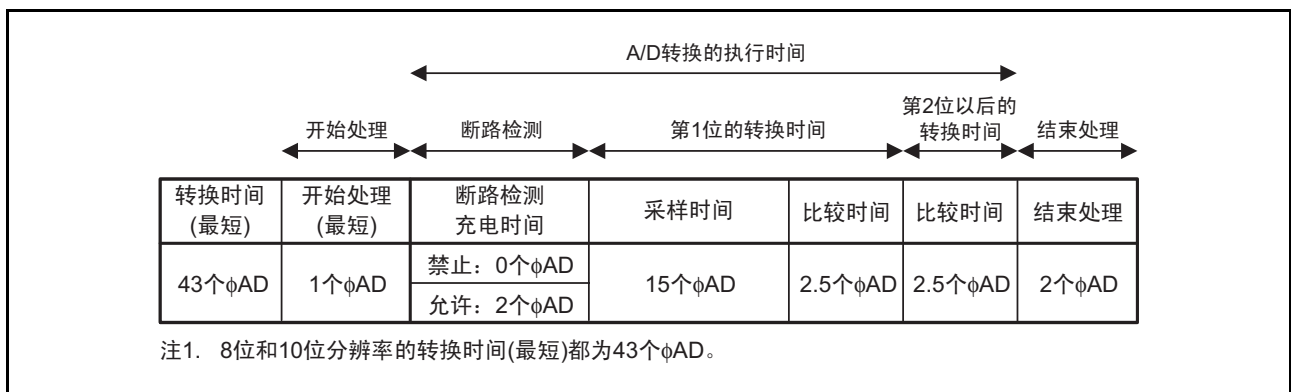 A/D转换的执行时间
开始处理 断路检测 第1位的转换时间 第2位以后的
转换时间 结束处理
转换时间
(最短) 开始处理
(最短) 断路检测
充电时间 采样时间 比较时间 比较时间 结束处理
43个ϕAD 1个ϕAD 禁止：0个ϕAD
允许：2个ϕAD 15个ϕAD 2.5个ϕAD 2.5个ϕAD 2个ϕAD
注1. 8位和10位分辨率的转换时间(最短)都为43个ϕAD。